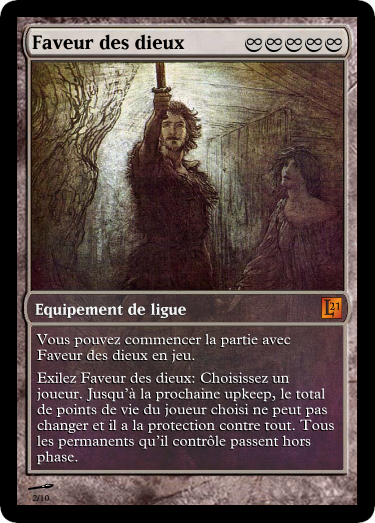 Faveur des dieux ∞∞∞∞∞
Equipement de ligue L21
Vous pouvez commencer la partie avec
Faveur des dieux en jeu.
Exilez Faveur des dieux: Choisissez un
joueur. Jusqu'à la prochaine upkeep, le total
de points de vie du joueur choisi ne peut pas
changer et il a la protection contre tout. Tous
les permanents qu'il contrôle passent hors
phase.
2/10